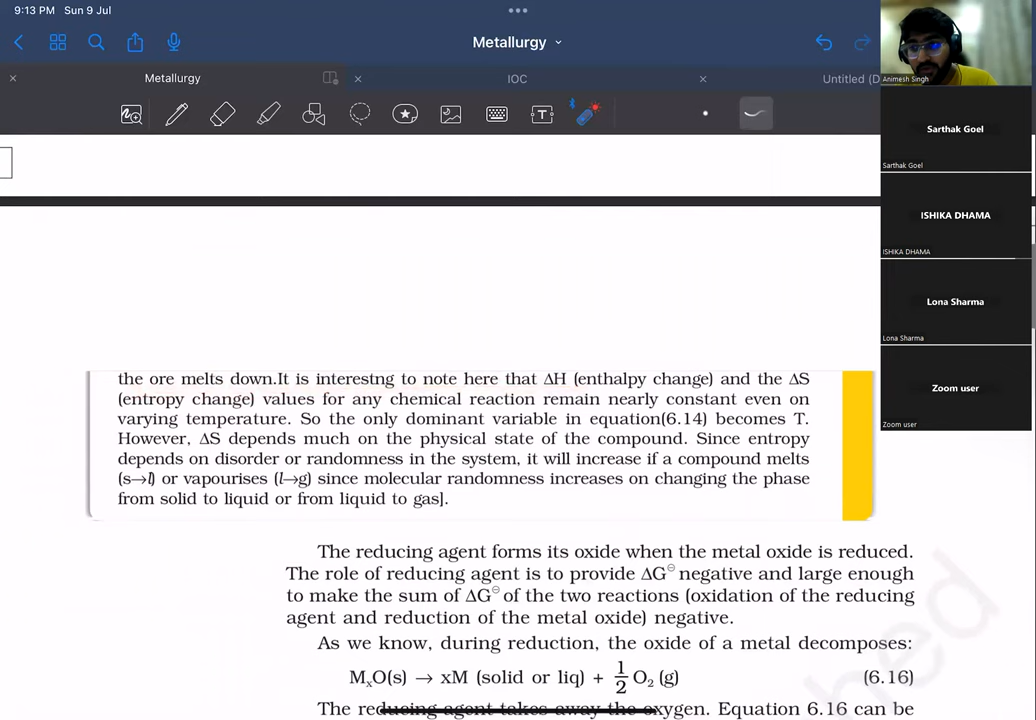 9:13 PM Sun 9 Jul
Metallurgy
Metallurgy
IOC
Untitled (D
Animesh Singh
Sarthak Goel
Sarthak Goel
ISHIKA DHAMA
ISHIKA DHAMA
Lona Sharma
Lona Sharma
Zoom user
Zoom user
the ore melts down.It is interestng to note here that ΔH (enthalpy change) and the ΔS
(entropy change) values for any chemical reaction remain nearly constant even on
varying temperature. So the only dominant variable in equation(6.14) becomes T.
However, ΔS depends much on the physical state of the compound. Since entropy
depends on disorder or randomness in the system, it will increase if a compound melts
(s→l) or vapourises (l→g) since molecular randomness increases on changing the phase
from solid to liquid or from liquid to gas].
The reducing agent forms its oxide when the metal oxide is reduced.
The role of reducing agent is to provide ΔG⊖ negative and large enough
to make the sum of ΔG⊖ of the two reactions (oxidation of the reducing
agent and reduction of the metal oxide) negative.
As we know, during reduction, the oxide of a metal decomposes:
MₓO(s) → xM (solid or liq) + 1/2 O₂ (g) (6.16)
The reducing agent takes away the oxygen. Equation 6.16 can be